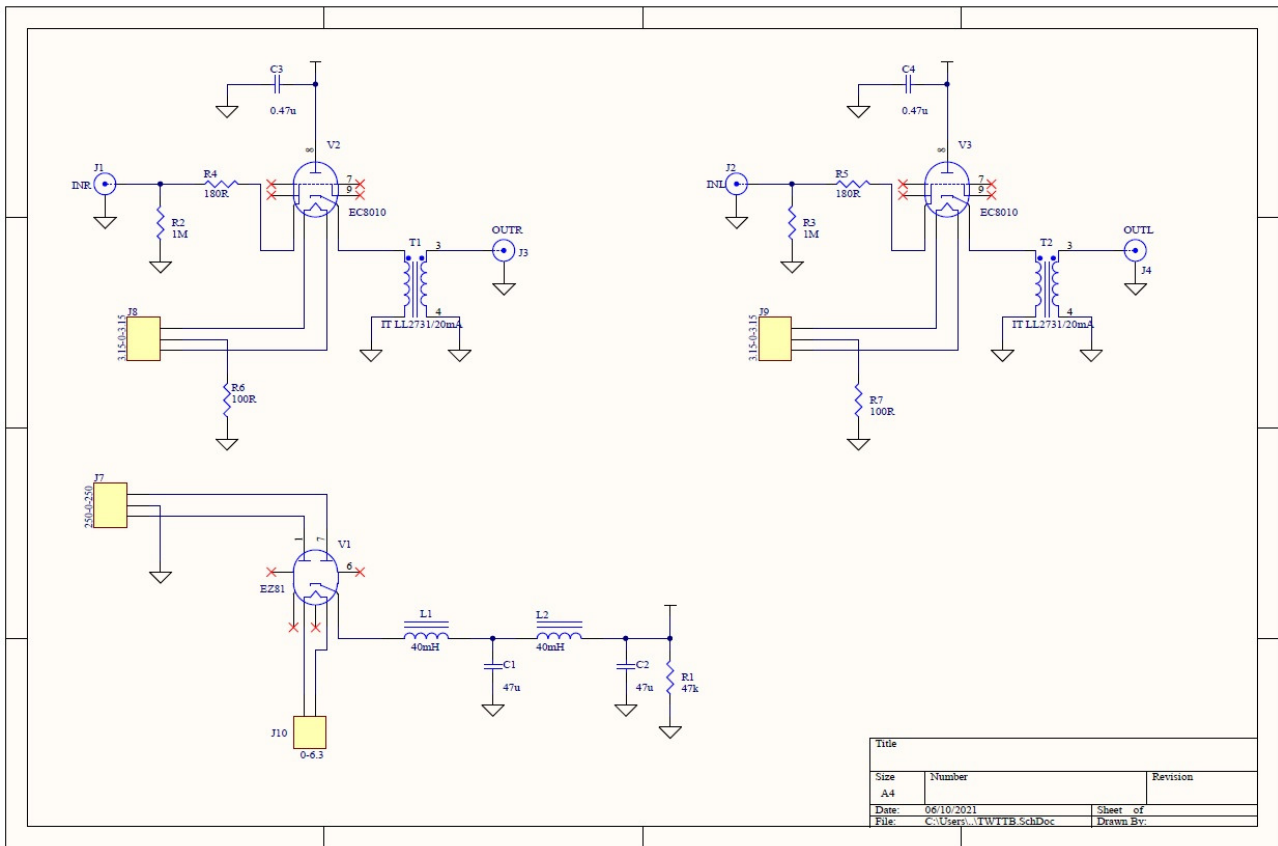 C3
0.47u
8
V2
J1
INR
R4
180R
7
9
EC8010
R2
1M
OUTR
T1
3
J3
4
IT LL2731/20mA
J8
3.15-0-3.15
R6
100R
C4
0.47u
8
V3
J2
INL
R5
180R
7
9
EC8010
R3
1M
OUTL
T2
3
J4
4
IT LL2731/20mA
J9
3.15-0-3.15
R7
100R
J7
250-0-250
1
7
V1
6
EZ81
L1
40mH
L2
40mH
C1
47u
C2
47u
R1
47k
J10
0-6.3
Title
Size
Number
Revision
A4
Date:
06/10/2021
Sheet of
File:
C:\Users\..\TWTTB.SchDoc
Drawn By: